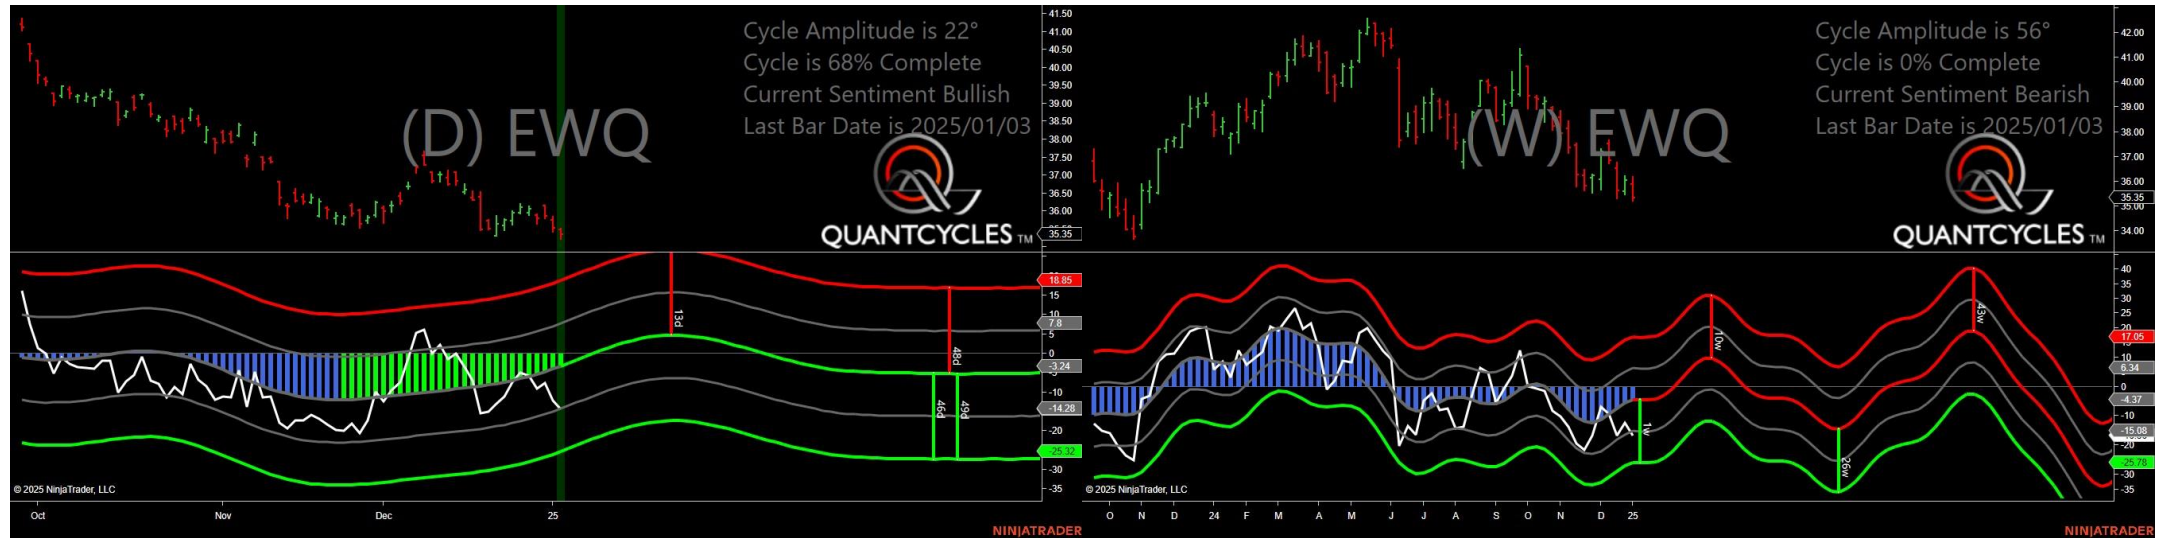 Cycle Amplitude is 22°
Cycle is 68% Complete
Current Sentiment Bullish
Last Bar Date is 2025/01/03
(D) EWQ
QUANTCYCLES TM
41.50
41.00
40.50
40.00
39.50
39.00
38.50
38.00
41.50
37.00
36.50
36.00
35.35
18.85
15
7.8
5
0
-3.24
-10
-14.28
-20
-25.32
-30
-35
13d
48d
46d
49d
© 2025 NinjaTrader, LLC
Oct
Nov
Dec
25
NINJATRADER
Cycle Amplitude is 56°
Cycle is 0% Complete
Current Sentiment Bearish
Last Bar Date is 2025/01/03
(W) EWQ
QUANTCYCLES TM
42.00
41.00
40.00
39.00
38.00
37.00
36.00
35.35
35.00
34.00
40
35
30
25
20
17.05
10
6.34
0
-4.37
-10
-15.08
-20
-25.78
-30
-35
1w
10w
26w
43w
© 2025 NinjaTrader, LLC
O N D 24 F M A M J J A S O N D 25
NINJATRADER